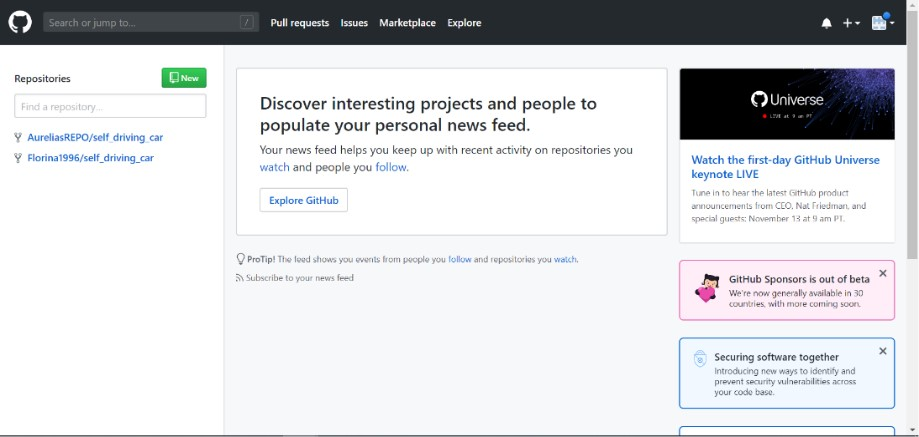 Search or jump to...
/
Pull requests
Issues
Marketplace
Explore
Repositories
New
Find a repository...
AureliasREPO/self_driving_car
Florina1996/self_driving_car
Discover interesting projects and people to
populate your personal news feed.
Your news feed helps you keep up with recent activity on repositories you
watch and people you follow.
Explore GitHub
ProTip! The feed shows you events from people you follow and repositories you watch.
Subscribe to your news feed
Universe
LIVE at 9 am PT
Watch the first-day GitHub Universe
keynote LIVE
Tune in to hear the latest GitHub product
announcements from CEO, Nat Friedman, and
special guests: November 13 at 9 am PT.
GitHub Sponsors is out of beta
We're now generally available in 30
countries, with more coming soon.
Securing software together
Introducing new ways to identify and
prevent security vulnerabilities across
your code base.